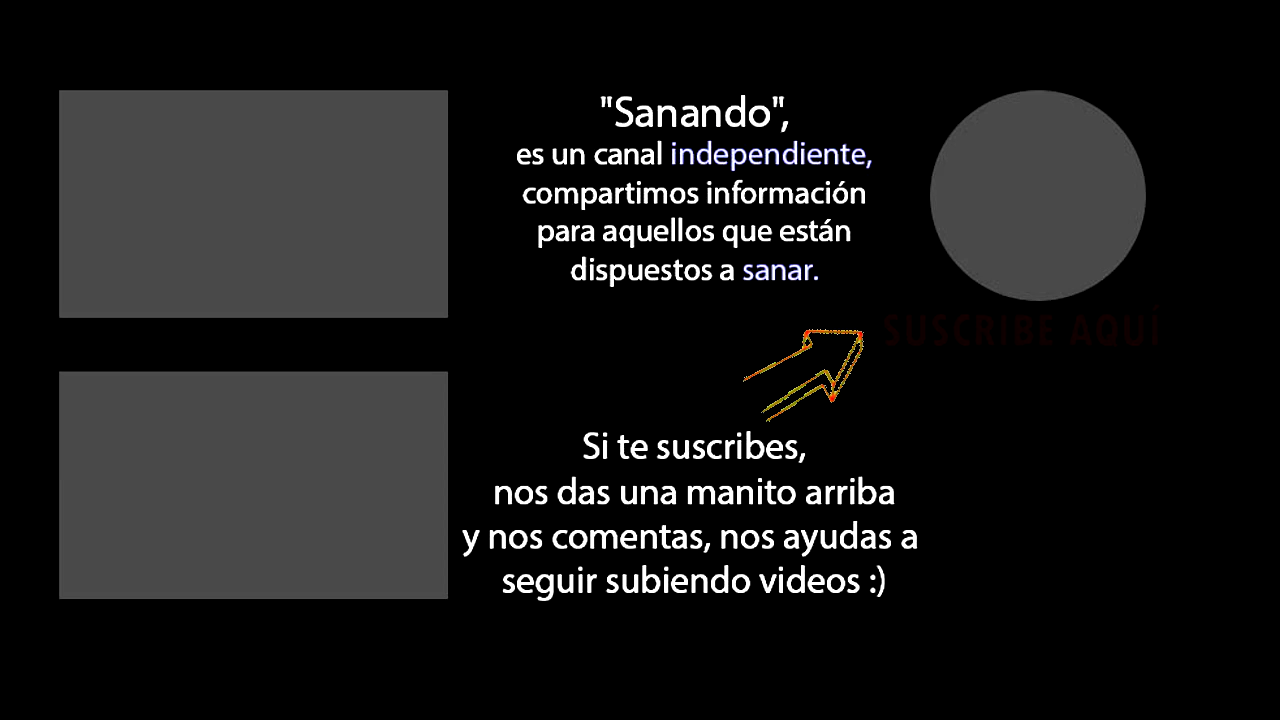 "Sanando",
es un canal independiente,
compartimos información
para aquellos que están
dispuestos a sanar.
SUSCRIBE AQUÍ
Si te suscribes,
nos das una manito arriba
y nos comentas, nos ayudas a
seguir subiendo videos :)